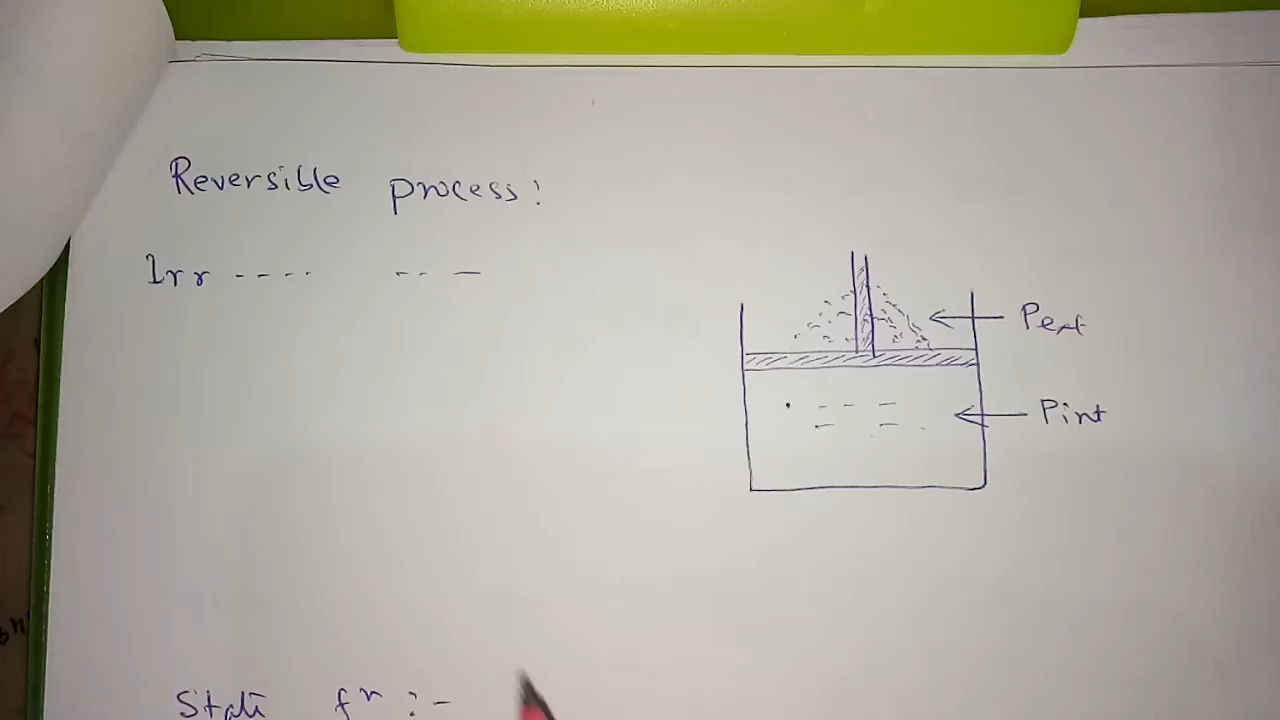 Reversible process:
Irr ---- -- —
Pext
Pint
State fn :-